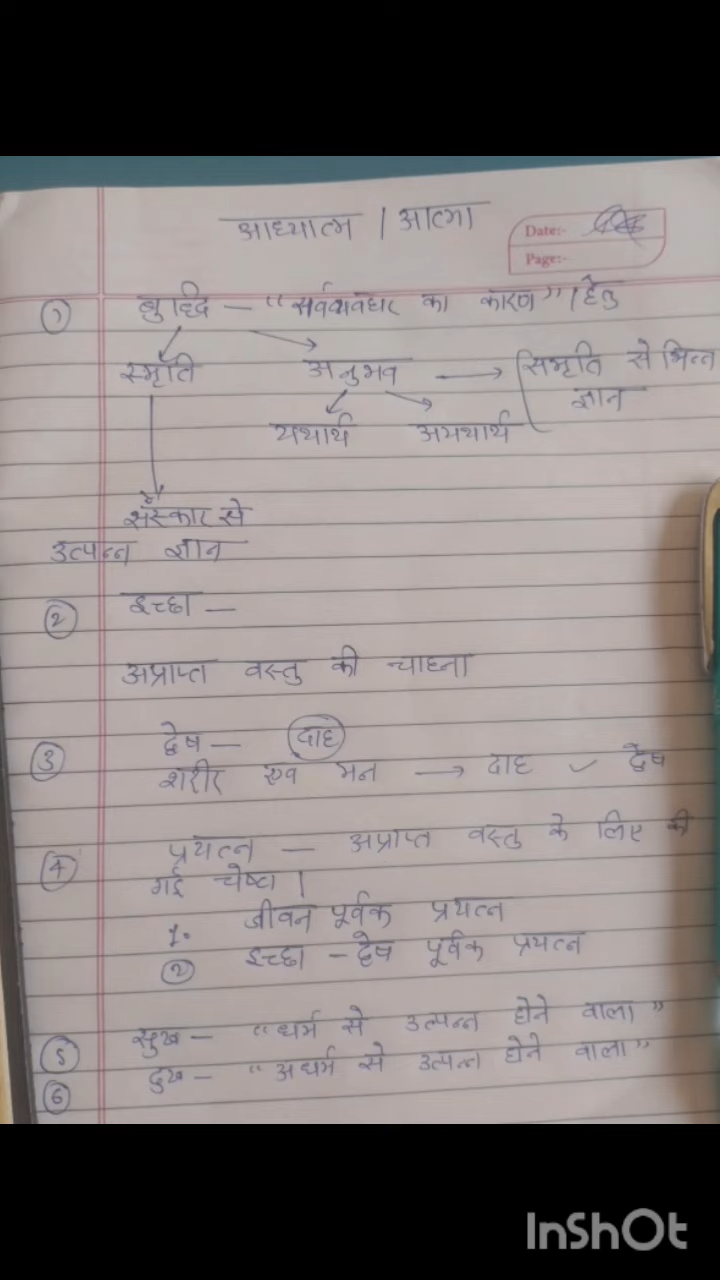 आध्यात्म / आत्मा
Date:-
Page:-
① बुद्धि — "सर्वव्यवहार का कारण" / हेतु
स्मृति अनुभव → स्मृति से भिन्न
ज्ञान
यथार्थ अयथार्थ
संस्कार से
उत्पन्न ज्ञान
② इच्छा —
अप्राप्त वस्तु की चाहना
③ द्वेष — दाह
शरीर एवं मन → दाह ✓ द्वेष
④ प्रयत्न — अप्राप्त वस्तु के लिए की
गई चेष्टा |
1. जीवन पूर्वक प्रयत्न
② इच्छा - द्वेष पूर्वक प्रयत्न
⑤ सुख — "धर्म से उत्पन्न होने वाला"
⑥ दुख — "अधर्म से उत्पन्न होने वाला"
InShOt